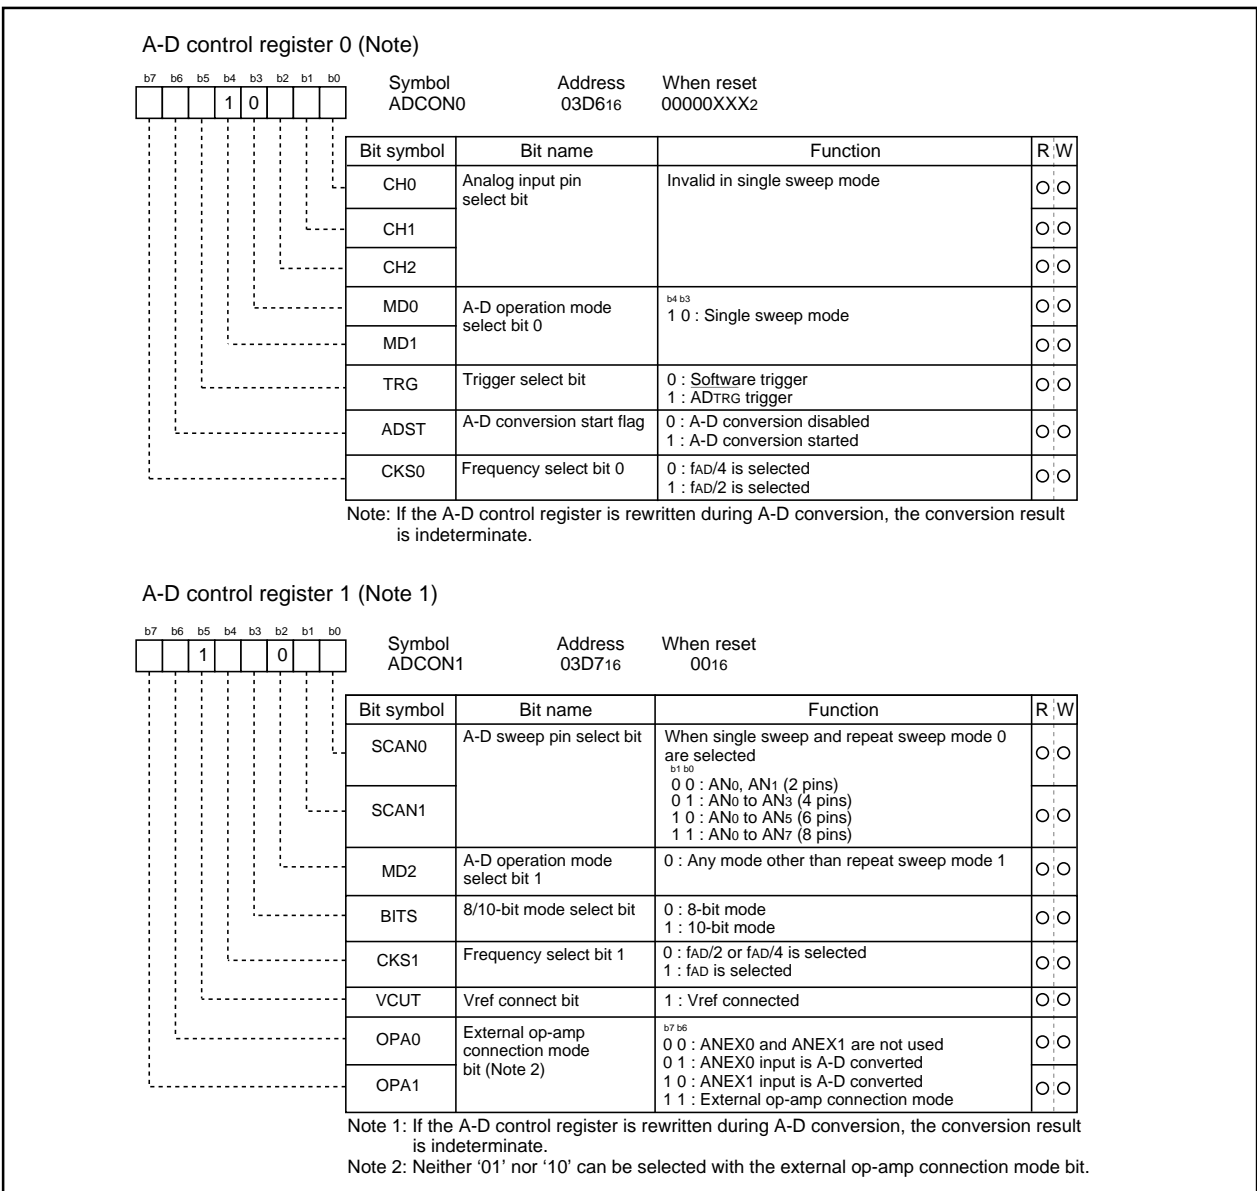 A-D control register 0 (Note)
b7 b6 b5 b4 b3 b2 b1 b0
1 0
Symbol Address When reset
ADCON0 03D616 00000XXX2
Bit symbol Bit name Function R W
CH0 Analog input pin select bit Invalid in single sweep mode
CH1
CH2
MD0 A-D operation mode select bit 0 b4 b3
1 0 : Single sweep mode
MD1
TRG Trigger select bit 0 : Software trigger
1 : ADTRG trigger
ADST A-D conversion start flag 0 : A-D conversion disabled
1 : A-D conversion started
CKS0 Frequency select bit 0 0 : fAD/4 is selected
1 : fAD/2 is selected
Note: If the A-D control register is rewritten during A-D conversion, the conversion result
is indeterminate.
A-D control register 1 (Note 1)
b7 b6 b5 b4 b3 b2 b1 b0
1 0
Symbol Address When reset
ADCON1 03D716 0016
Bit symbol Bit name Function R W
SCAN0 A-D sweep pin select bit When single sweep and repeat sweep mode 0
are selected
b1 b0
0 0 : AN0, AN1 (2 pins)
0 1 : AN0 to AN3 (4 pins)
SCAN1 1 0 : AN0 to AN5 (6 pins)
1 1 : AN0 to AN7 (8 pins)
MD2 A-D operation mode select bit 1 0 : Any mode other than repeat sweep mode 1
BITS 8/10-bit mode select bit 0 : 8-bit mode
1 : 10-bit mode
CKS1 Frequency select bit 1 0 : fAD/2 or fAD/4 is selected
1 : fAD is selected
VCUT Vref connect bit 1 : Vref connected
OPA0 External op-amp connection mode bit (Note 2) b7 b6
0 0 : ANEX0 and ANEX1 are not used
0 1 : ANEX0 input is A-D converted
OPA1 1 0 : ANEX1 input is A-D converted
1 1 : External op-amp connection mode
Note 1: If the A-D control register is rewritten during A-D conversion, the conversion result
is indeterminate.
Note 2: Neither ‘01’ nor ‘10’ can be selected with the external op-amp connection mode bit.